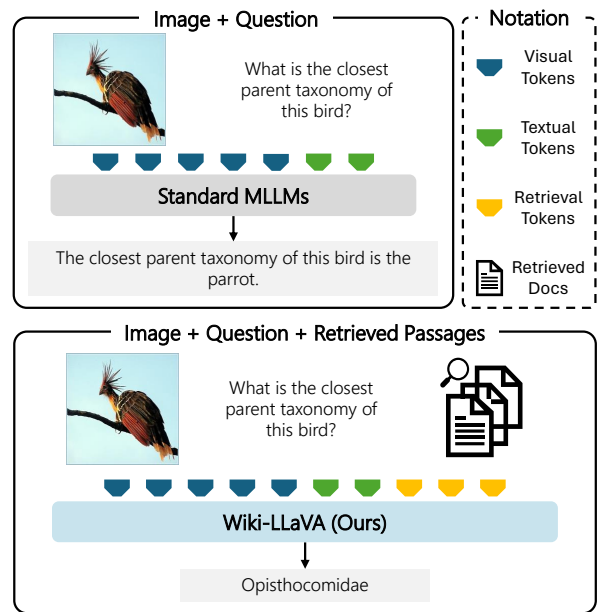 Image + Question
What is the closest
parent taxonomy of
this bird?
Standard MLLMs
The closest parent taxonomy of this bird is the
parrot.
Notation
Visual
Tokens
Textual
Tokens
Retrieval
Tokens
Retrieved
Docs
Image + Question + Retrieved Passages
What is the closest
parent taxonomy of
this bird?
Wiki-LLaVA (Ours)
Opisthocomidae